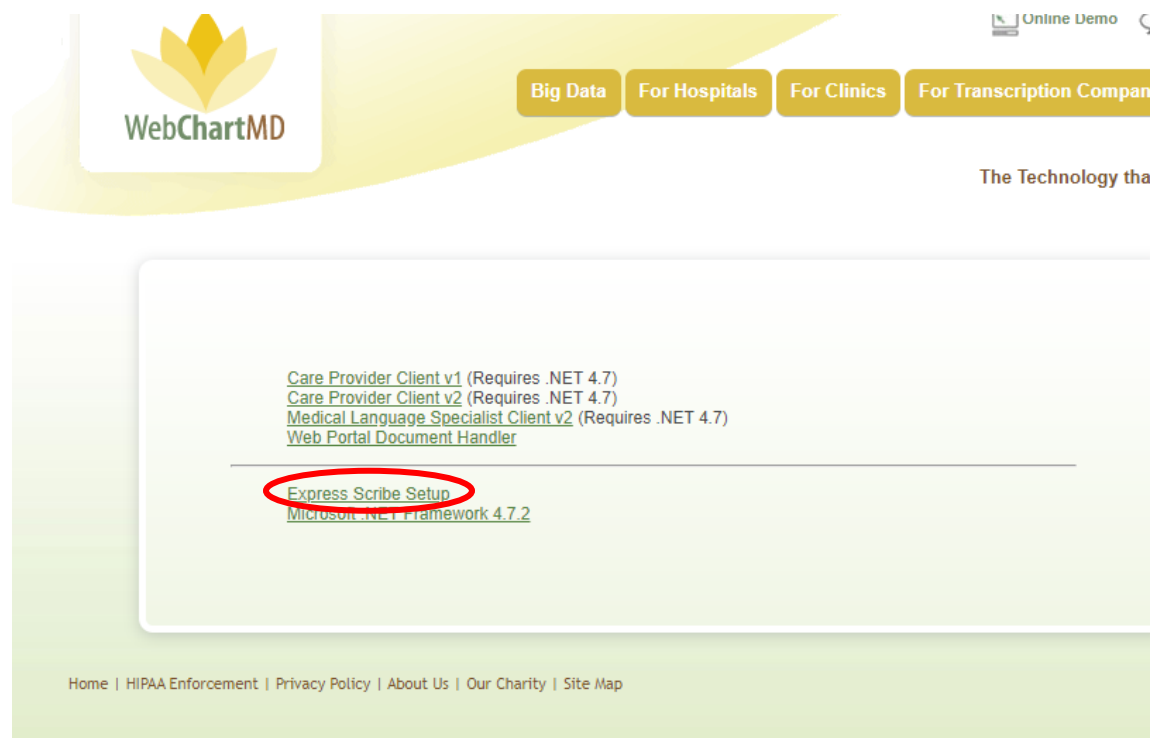 Online Demo
Big Data For Hospitals For Clinics For Transcription Compan
WebChartMD
The Technology tha
Care Provider Client v1 (Requires .NET 4.7)
Care Provider Client v2 (Requires .NET 4.7)
Medical Language Specialist Client v2 (Requires .NET 4.7)
Web Portal Document Handler
Express Scribe Setup
Microsoft .NET Framework 4.7.2
Home | HIPAA Enforcement | Privacy Policy | About Us | Our Charity | Site Map